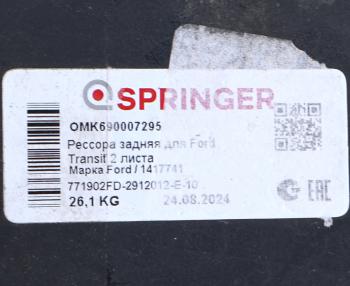 SPRINGER
OMK690007295
Рессора задняя для Ford
Transit 2 листа
Марка Ford / 1417741
771902FD-2912012-E-10
26,1 KG 24.08.2024
EAC